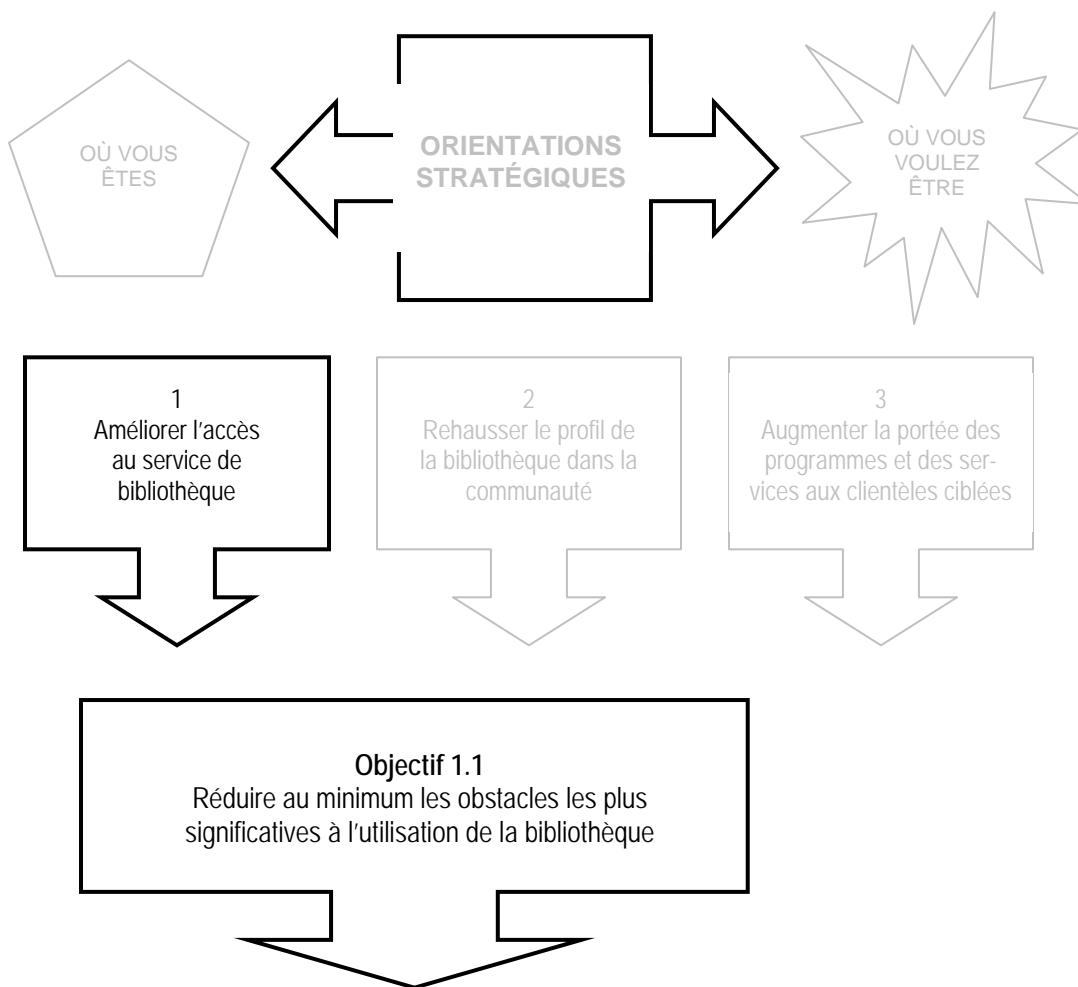 OÙ VOUS
ÊTES
ORIENTATIONS
STRATÉGIQUES
OÙ VOUS
VOULEZ
ÊTRE
1
Améliorer l'accès
au service de
bibliothèque
2
Rehausser le profil de
la bibliothèque dans la
communauté
3
Augmenter la portée des
programmes et des ser-
vices aux clientèles ciblées
Objectif 1.1
Réduire au minimum les obstacles les plus
significatives à l'utilisation de la bibliothèque